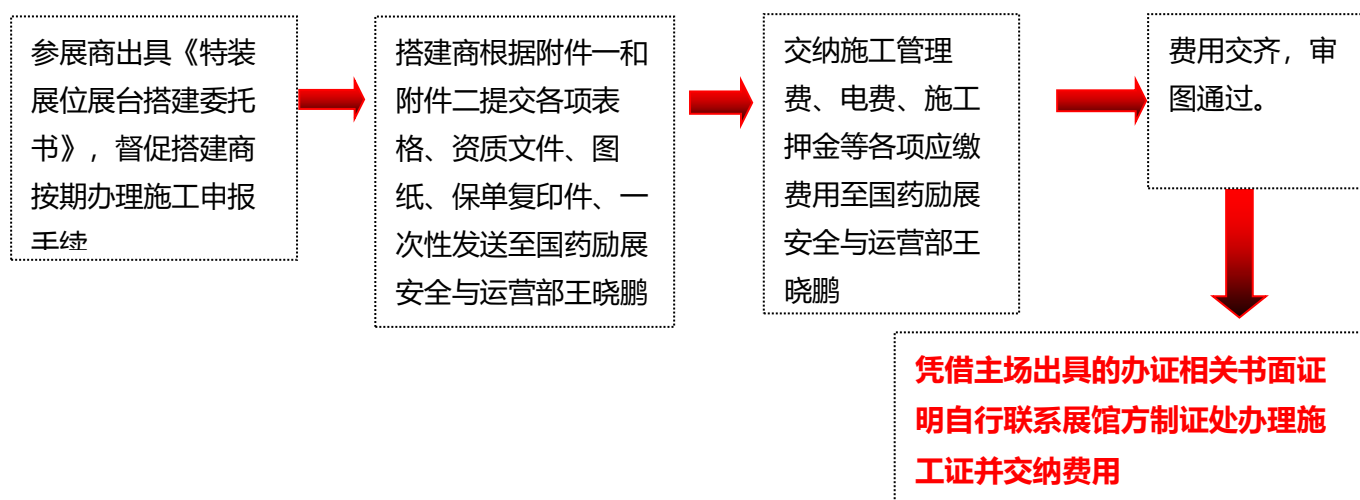 参展商出具《特装
展位展台搭建委托
书》，督促搭建商
按期办理施工申报
手续
搭建商根据附件一和
附件二提交各项表
格、资质文件、图
纸、保单复印件、一
次性发送至国药励展
安全与运营部王晓鹏
交纳施工管理
费、电费、施工
押金等各项应缴
费用至国药励展
安全与运营部王
晓鹏
费用交齐，审
图通过。
凭借主场出具的办证相关书面证
明自行联系展馆方制证处办理施
工证并交纳费用